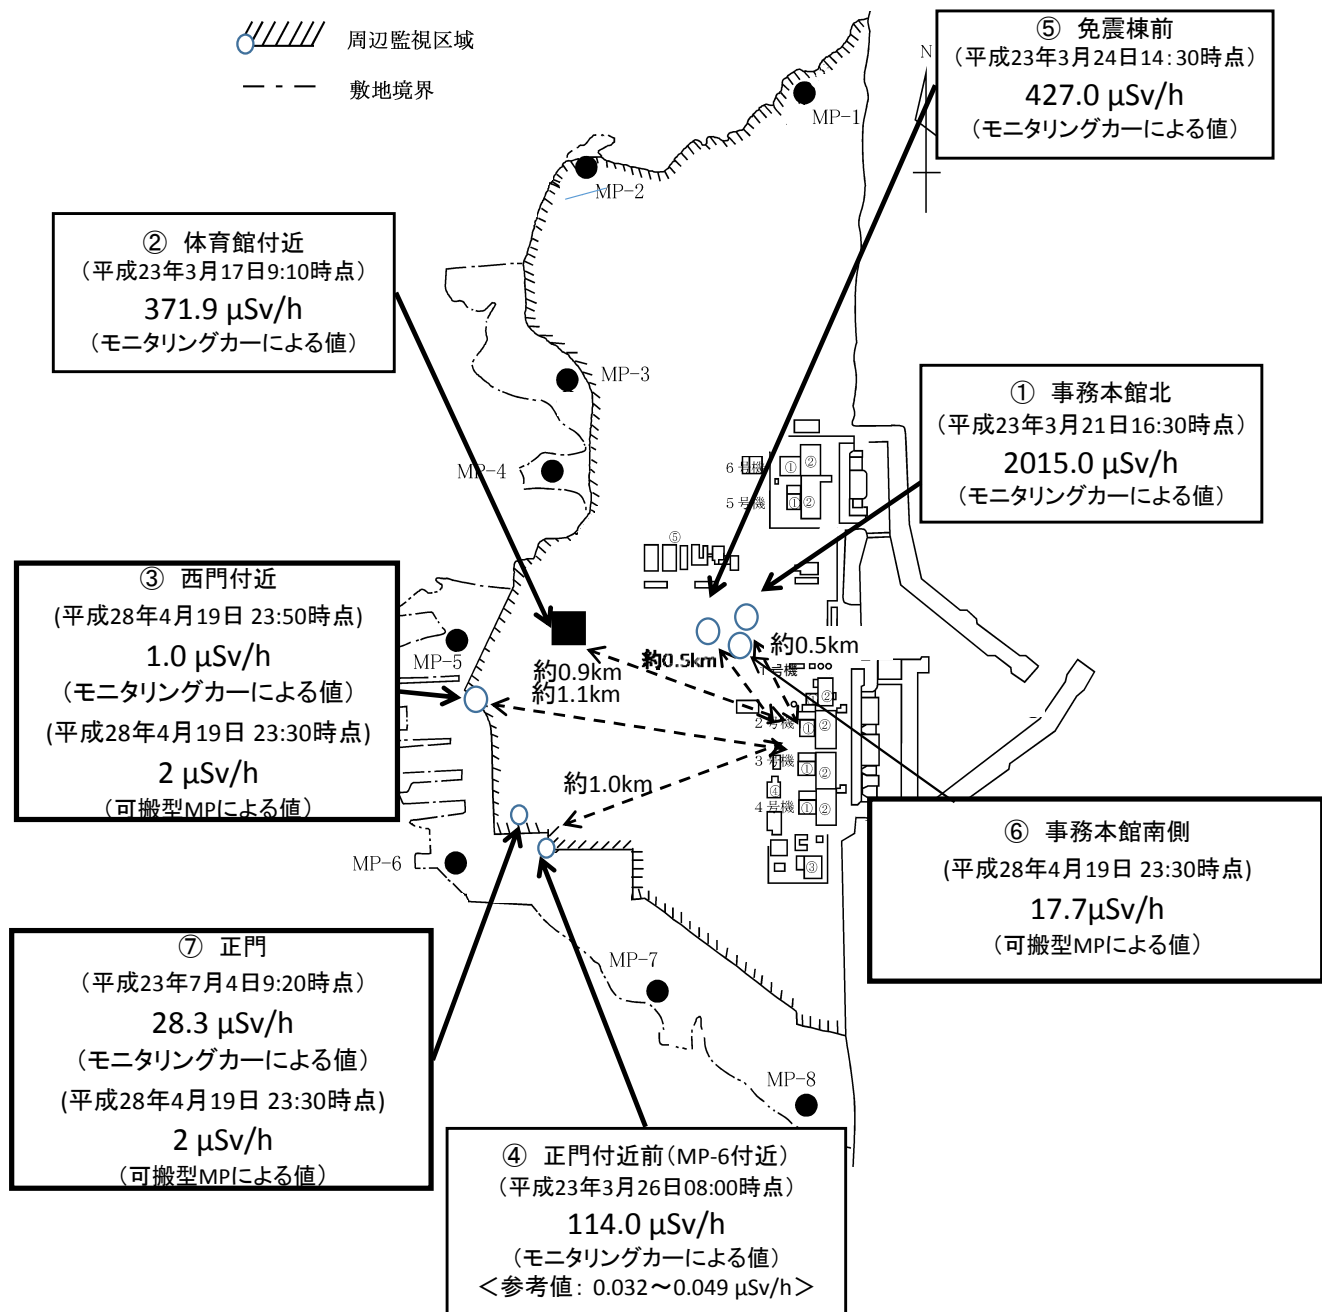 周辺監視区域
敷地境界
⑤ 免震棟前
（平成23年3月24日14：30時点）
427.0 μSv/h
（モニタリングカーによる値）
N
MP-1
MP-2
② 体育館付近
（平成23年3月17日9:10時点）
371.9 μSv/h
（モニタリングカーによる値）
MP-3
① 事務本館北
（平成23年3月21日16:30時点）
2015.0 μSv/h
（モニタリングカーによる値）
MP-4
6号機
① ②
5号機
① ②
⑤
③ 西門付近
(平成28年4月19日 23:50時点)
1.0 μSv/h
（モニタリングカーによる値）
(平成28年4月19日 23:30時点)
2 μSv/h
（可搬型MPによる値）
MP-5
約0.9km
約1.1km
約0.5km
約0.5km
1号機
②
2号機
① ②
3号機
① ②
④
4号機
① ②
③
約1.0km
MP-6
⑥ 事務本館南側
(平成28年4月19日 23:30時点)
17.7μSv/h
（可搬型MPによる値）
⑦ 正門
（平成23年7月4日9:20時点）
28.3 μSv/h
（モニタリングカーによる値）
(平成28年4月19日 23:30時点)
2 μSv/h
（可搬型MPによる値）
MP-7
MP-8
④ 正門付近前（MP-6付近）
（平成23年3月26日08:00時点）
114.0 μSv/h
（モニタリングカーによる値）
＜参考値： 0.032～0.049 μSv/h＞